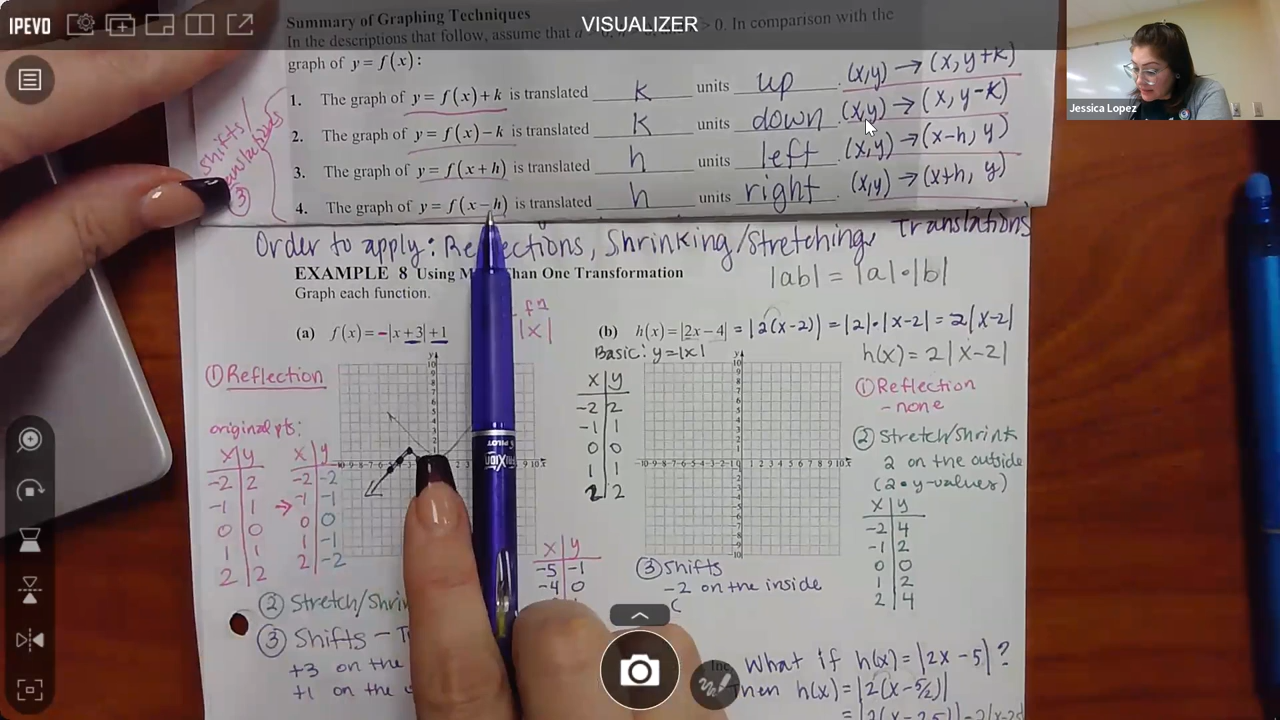 IPEVO
VISUALIZER
Jessica Lopez
Summary of Graphing Techniques
In the descriptions that follow, assume that > 0. In comparison with the
graph of y = f(x):
1. The graph of y = f(x) + k is translated k units up . (x,y) → (x, y+k)
2. The graph of y = f(x) − k is translated k units down . (x,y) → (x, y-k)
3. The graph of y = f(x + h) is translated h units left . (x,y) → (x-h, y)
4. The graph of y = f(x − h) is translated h units right . (x,y) → (x+h, y)
shifts/
③
Order to apply: Reflections, Shrinking/Stretching, Translations
EXAMPLE 8 Using Than One Transformation
Graph each function.
|ab| = |a|·|b|
(a) f(x) = −|x + 3| + 1
|x|
(b) h(x) = |2x − 4| = |2(x-2)| = |2|·|x-2| = 2|x-2|
Basic: y = |x|
h(x) = 2|x-2|
① Reflection
original pts:
x y
-2 2
-1 1
0 0
1 1
2 2
x y
-2 -2
-1 -1
0 0
1 -1
2 -2
x y
-5 -1
-4 0
② Stretch/Shrin
③ Shifts -
+3 on the
+1 on the
x y
-2 2
-1 1
0 0
1 1
2 2
① Reflection
- none
② Stretch/Shrink
2 on the outside
(2 • y-values)
x y
-2 4
-1 2
0 0
1 2
2 4
③ Shifts
-2 on the inside
(
What if h(x) = |2x - 5| ?
Then h(x) = |2(x - 5/2)|